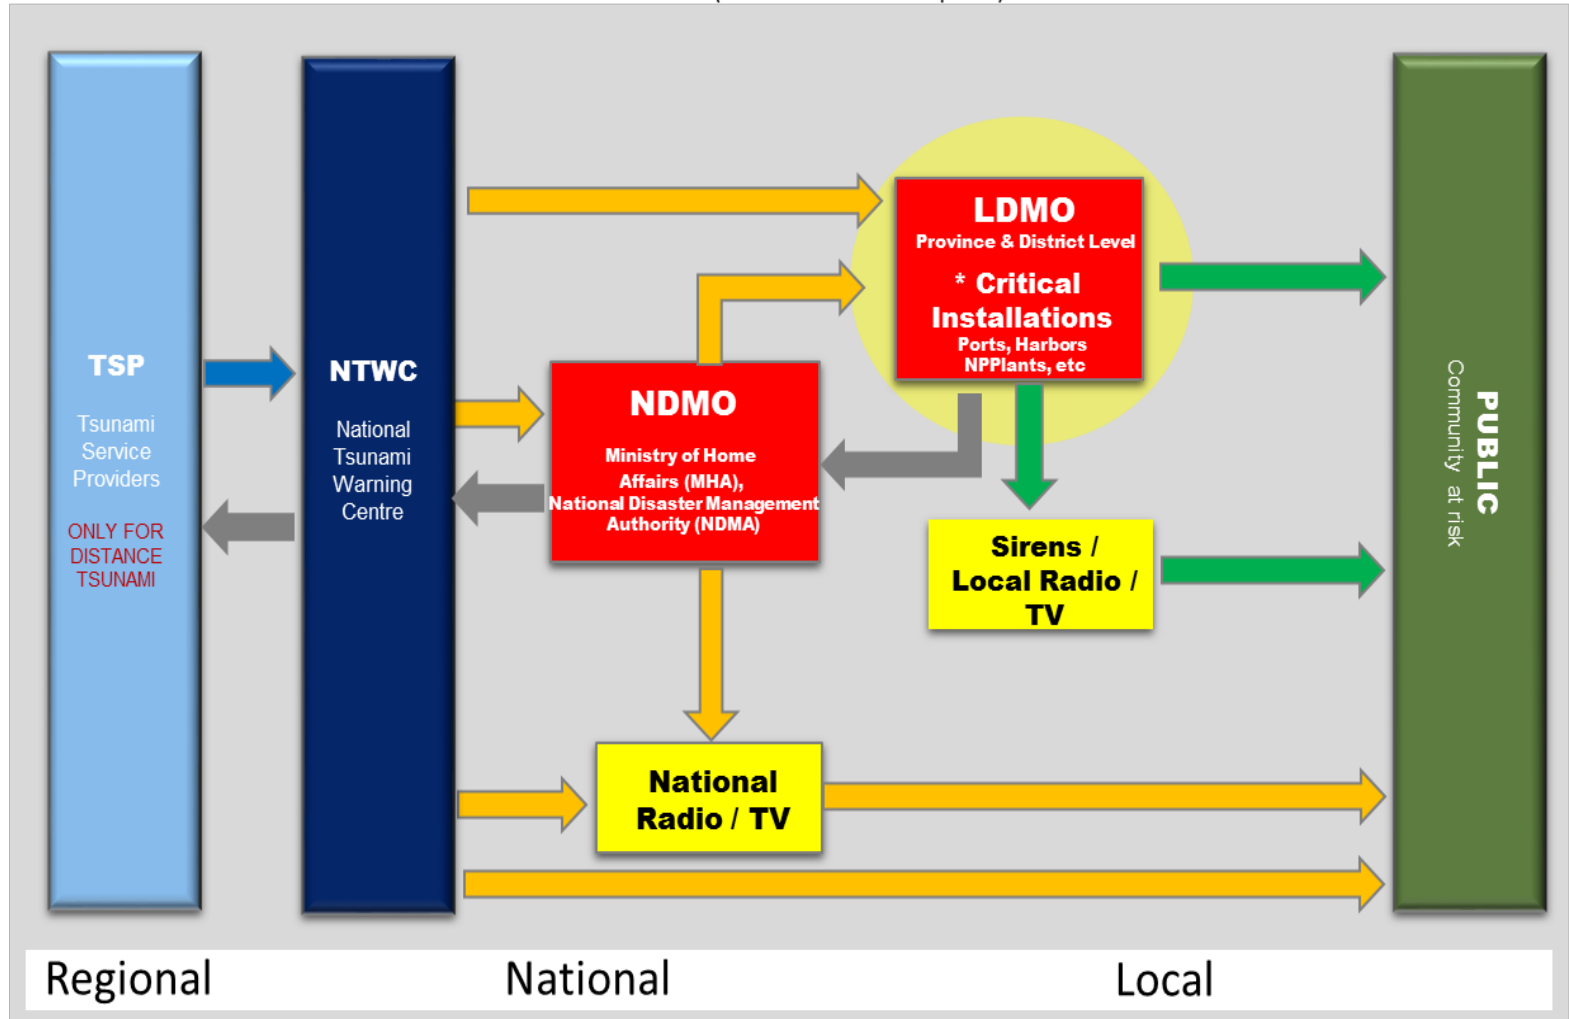 TSP
Tsunami
Service
Providers
ONLY FOR
DISTANCE
TSUNAMI
NTWC
National
Tsunami
Warning
Centre
NDMO
Ministry of Home
Affairs (MHA),
National Disaster Management
Authority (NDMA)
LDMO
Province & District Level
* Critical
Installations
Ports, Harbors
NPPlants, etc
Sirens /
Local Radio /
TV
National
Radio / TV
PUBLIC
Community at risk
Regional
National
Local